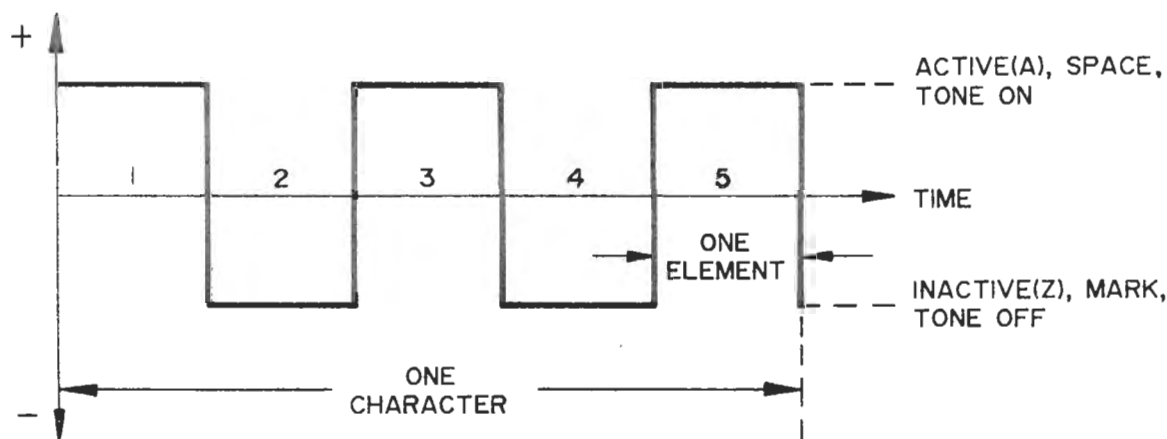 +
ACTIVE(A), SPACE,
TONE ON
1 2 3 4 5
TIME
ONE
ELEMENT
INACTIVE(Z), MARK,
TONE OFF
ONE
CHARACTER
-